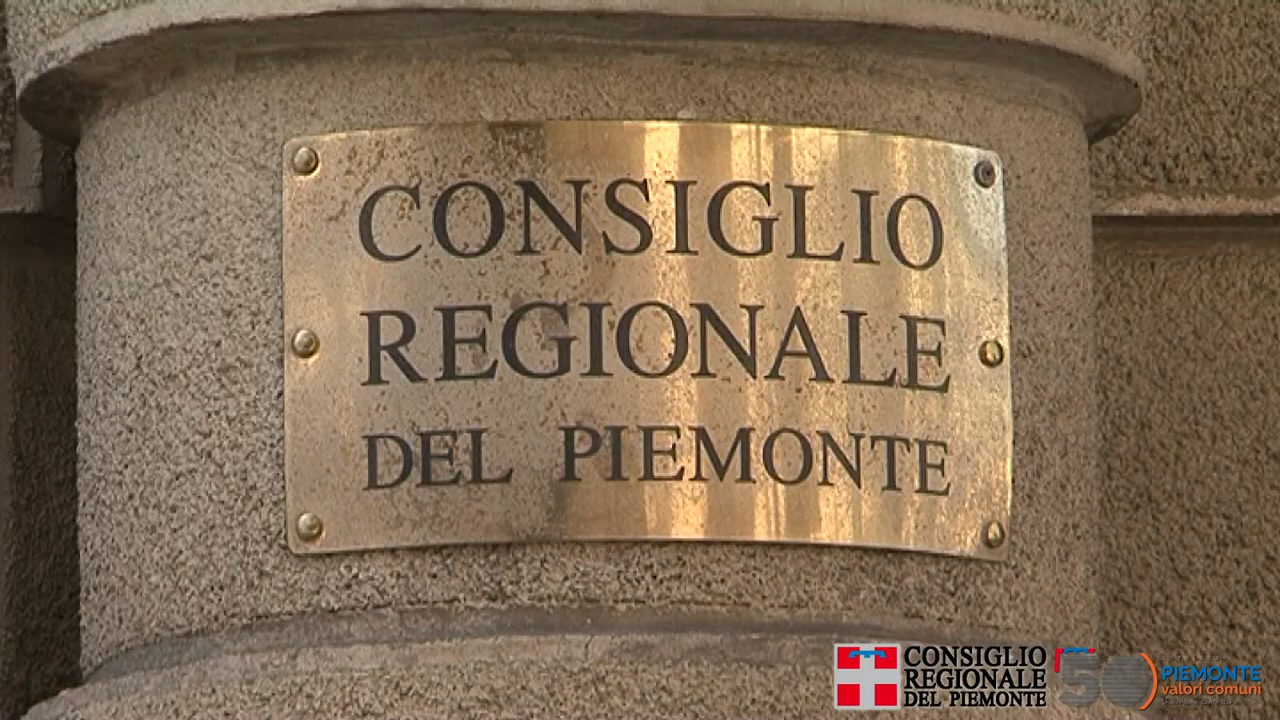 CONSIGLIO
REGIONALE
DEL PIEMONTE
CONSIGLIO
REGIONALE
DEL PIEMONTE
50
PIEMONTE
valori comuni